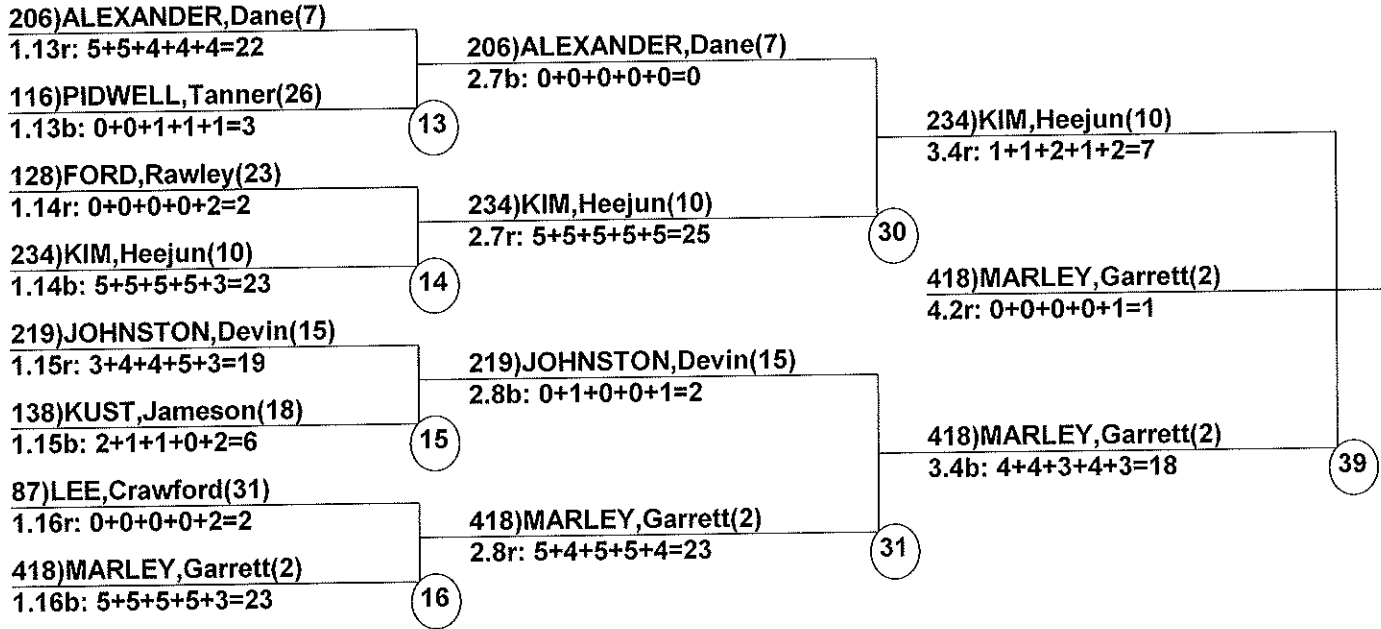 206)ALEXANDER,Dane(7)
1.13r: 5+5+4+4+4=22
116)PIDWELL,Tanner(26)
1.13b: 0+0+1+1+1=3
13
128)FORD,Rawley(23)
1.14r: 0+0+0+0+2=2
234)KIM,Heejun(10)
1.14b: 5+5+5+5+3=23
14
219)JOHNSTON,Devin(15)
1.15r: 3+4+4+5+3=19
138)KUST,Jameson(18)
1.15b: 2+1+1+0+2=6
15
87)LEE,Crawford(31)
1.16r: 0+0+0+0+2=2
418)MARLEY,Garrett(2)
1.16b: 5+5+5+5+3=23
16
206)ALEXANDER,Dane(7)
2.7b: 0+0+0+0+0=0
234)KIM,Heejun(10)
2.7r: 5+5+5+5+5=25
30
219)JOHNSTON,Devin(15)
2.8b: 0+1+0+0+1=2
418)MARLEY,Garrett(2)
2.8r: 5+4+5+5+4=23
31
234)KIM,Heejun(10)
3.4r: 1+1+2+1+2=7
418)MARLEY,Garrett(2)
4.2r: 0+0+0+0+1=1
418)MARLEY,Garrett(2)
3.4b: 4+4+3+4+3=18
39